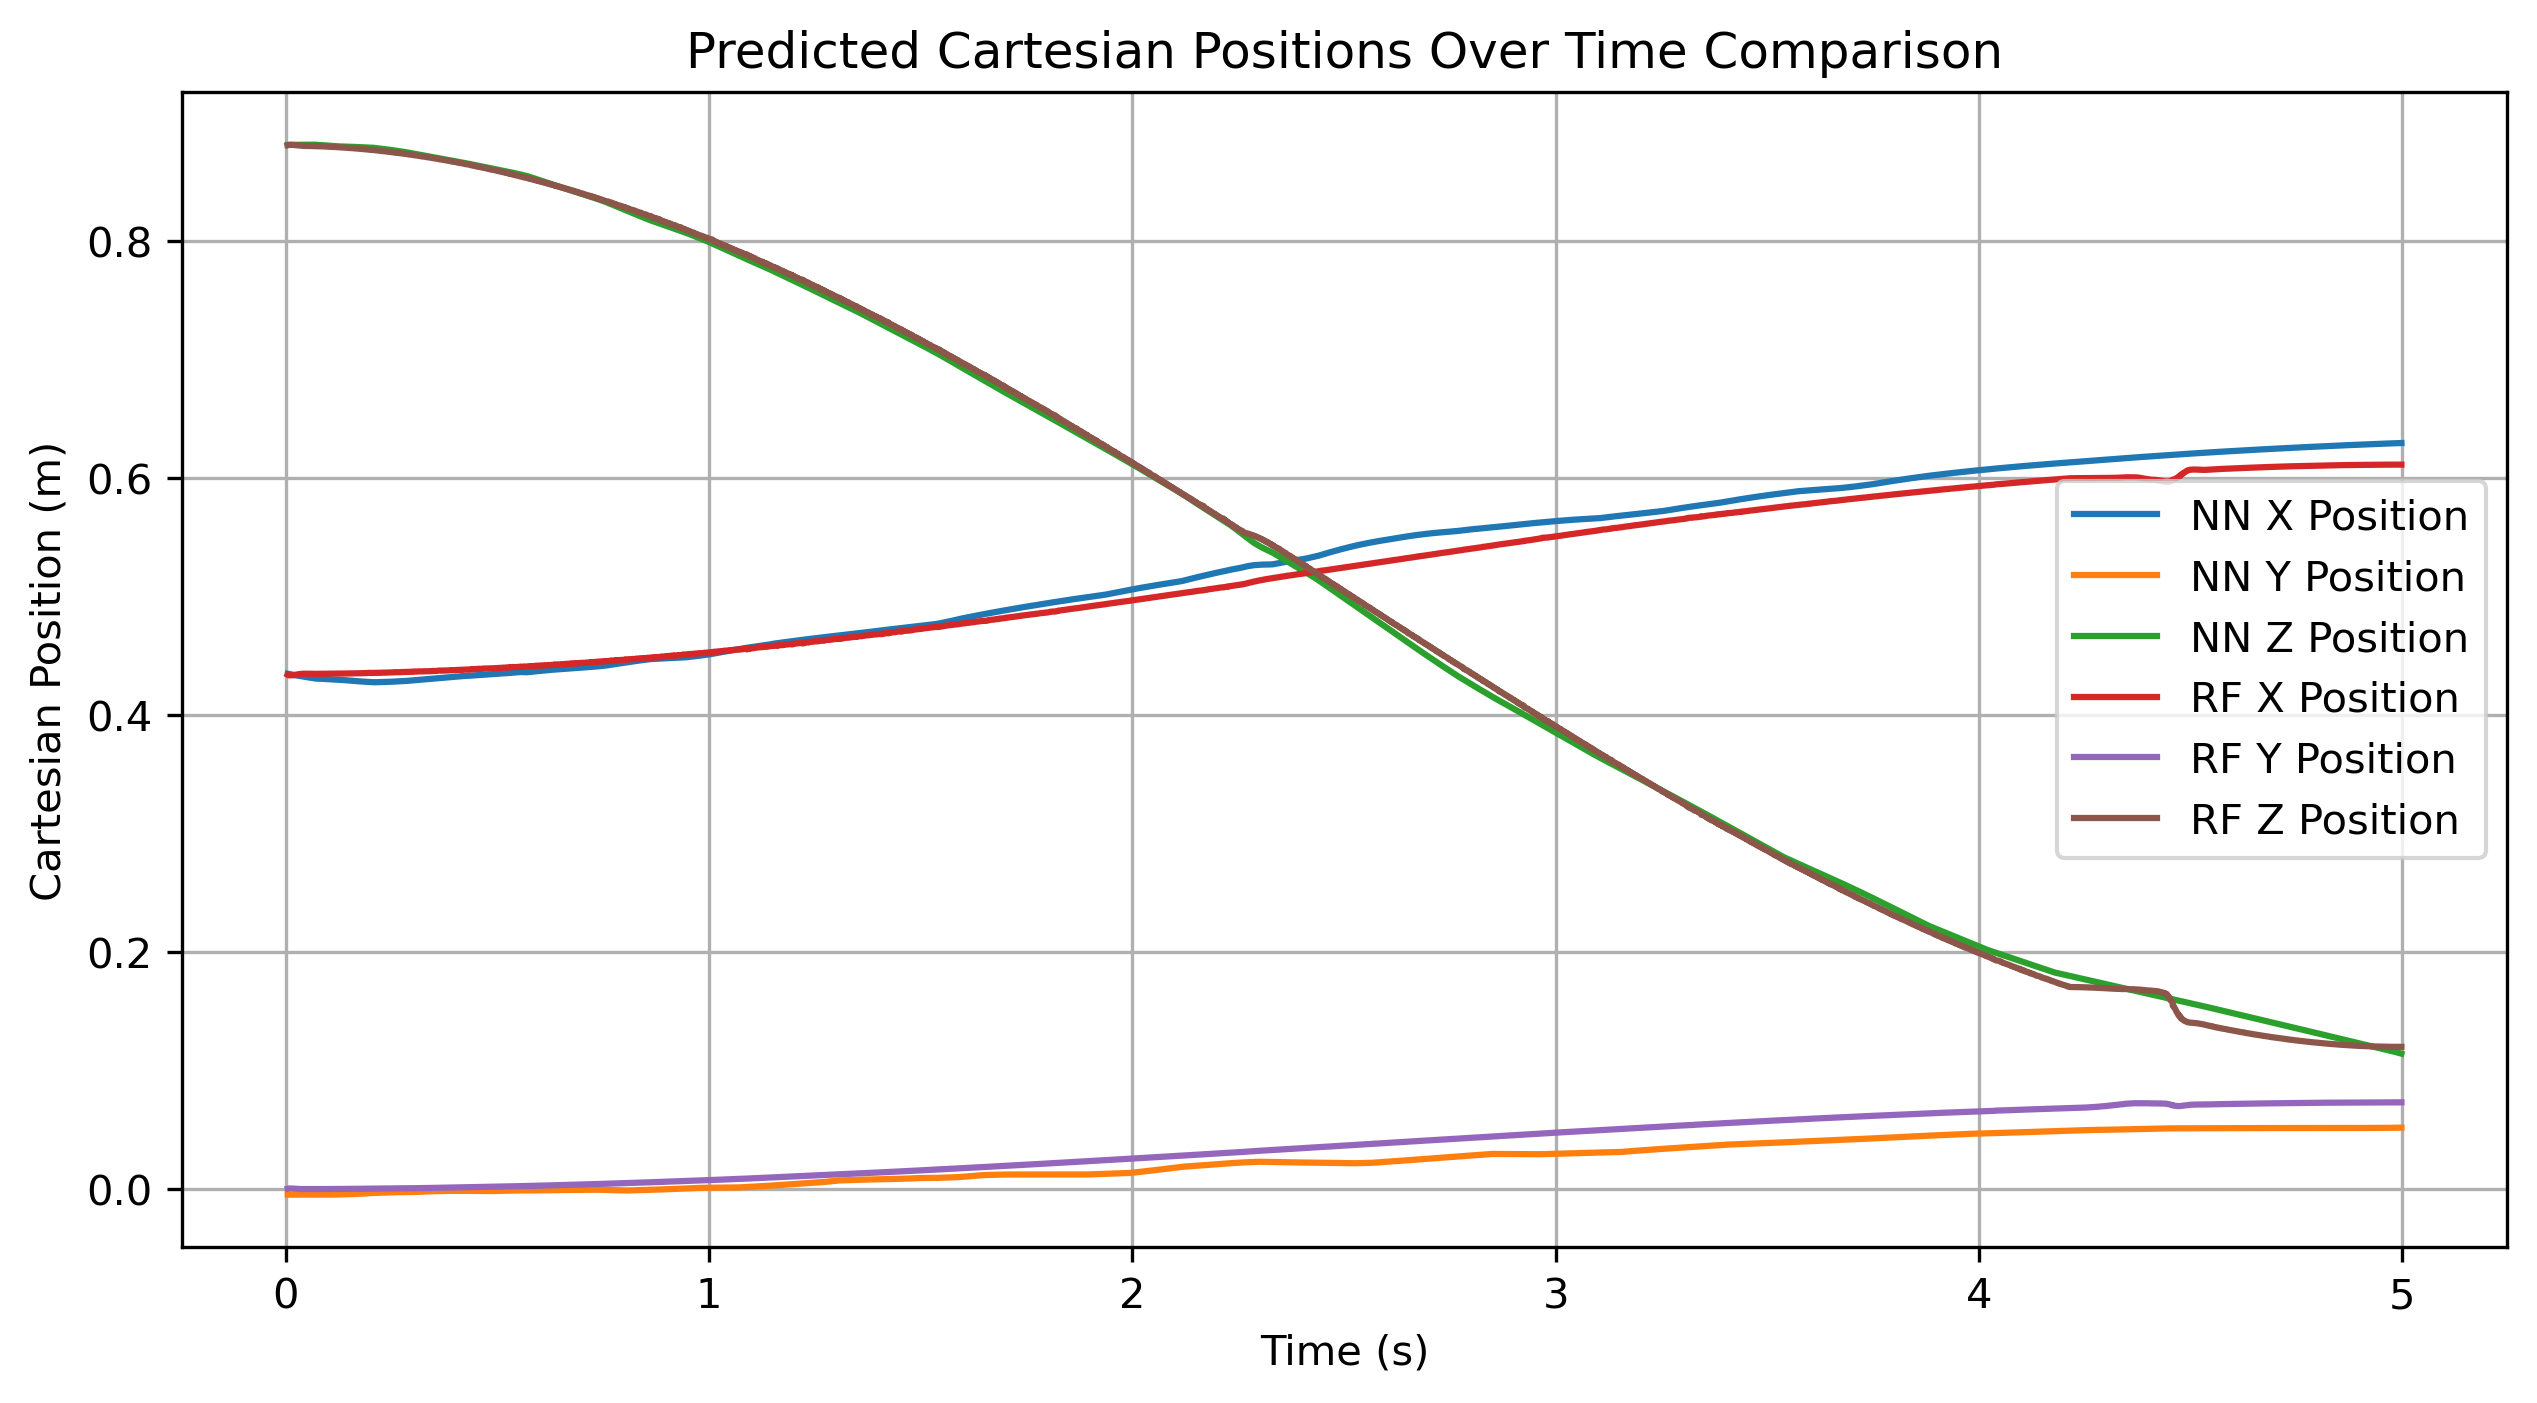 Predicted Cartesian Positions Over Time Comparison
Cartesian Position (m)
0.8
0.6
0.4
0.2
0.0
NN X Position
NN Y Position
NN Z Position
RF X Position
RF Y Position
RF Z Position
0 1 2 3 4 5
Time (s)